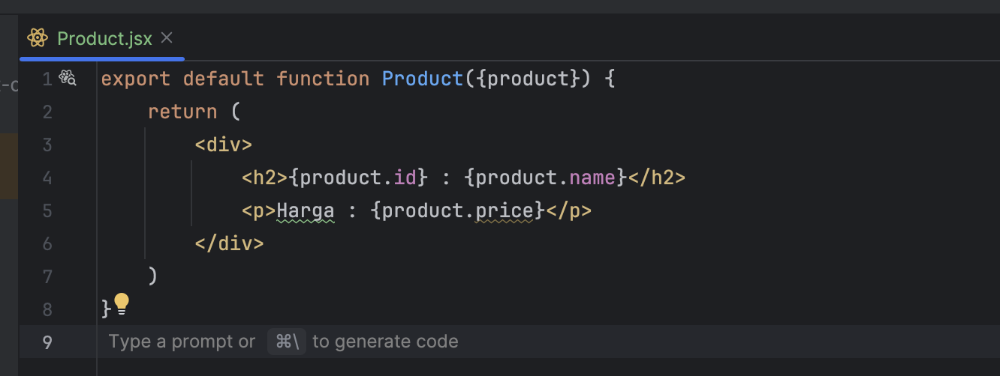 Product.jsx
1 export default function Product({product}) {
2 return (
3 <div>
4 <h2>{product.id} : {product.name}</h2>
5 <p>Harga : {product.price}</p>
6 </div>
7 )
8 }
9 Type a prompt or ⌘\ to generate code